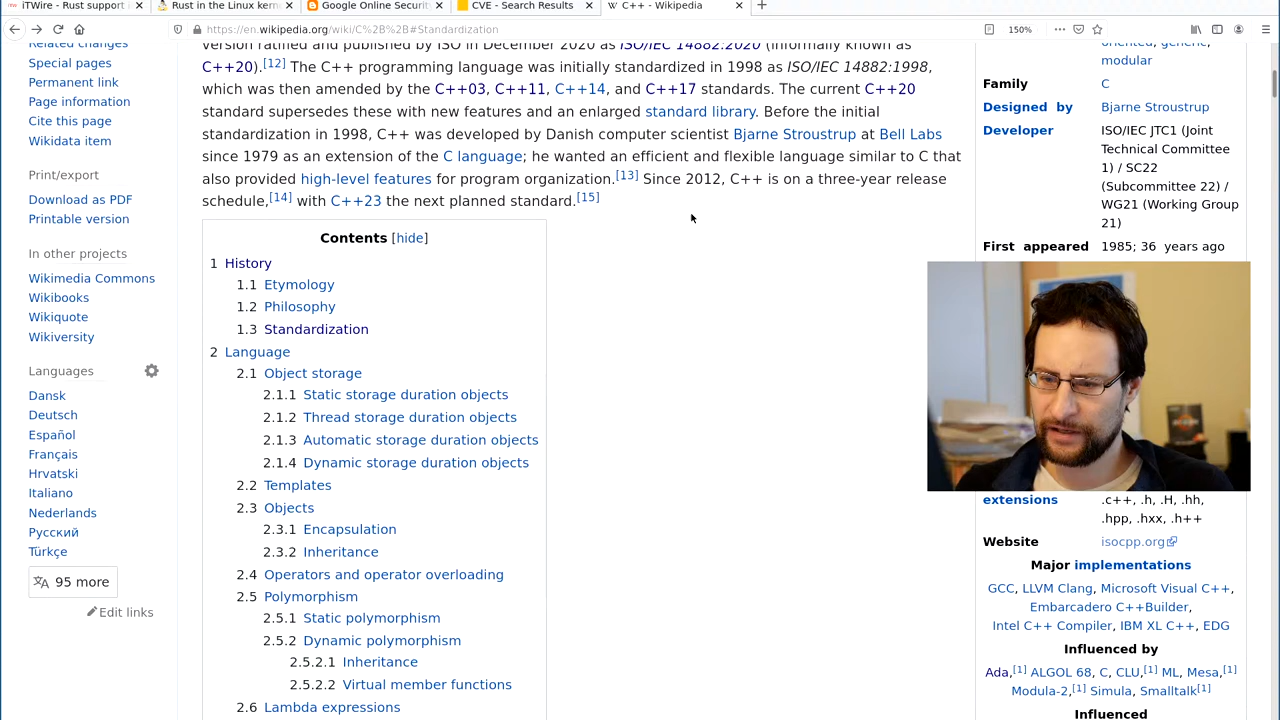 iTWire - Rust support i
Rust in the Linux kern
Google Online Securit
CVE - Search Results
W C++ - Wikipedia
https://en.wikipedia.org/wiki/C%2B%2B#Standardization
150%
Related changes
Special pages
Permanent link
Page information
Cite this page
Wikidata item
Print/export
Download as PDF
Printable version
In other projects
Wikimedia Commons
Wikibooks
Wikiquote
Wikiversity
Languages
Dansk
Deutsch
Español
Français
Hrvatski
Italiano
Nederlands
Русский
Türkçe
95 more
Edit links
version ratified and published by ISO in December 2020 as ISO/IEC 14882:2020 (informally known as
C++20).[12] The C++ programming language was initially standardized in 1998 as ISO/IEC 14882:1998,
which was then amended by the C++03, C++11, C++14, and C++17 standards. The current C++20
standard supersedes these with new features and an enlarged standard library. Before the initial
standardization in 1998, C++ was developed by Danish computer scientist Bjarne Stroustrup at Bell Labs
since 1979 as an extension of the C language; he wanted an efficient and flexible language similar to C that
also provided high-level features for program organization.[13] Since 2012, C++ is on a three-year release
schedule,[14] with C++23 the next planned standard.[15]
Contents [hide]
1 History
1.1 Etymology
1.2 Philosophy
1.3 Standardization
2 Language
2.1 Object storage
2.1.1 Static storage duration objects
2.1.2 Thread storage duration objects
2.1.3 Automatic storage duration objects
2.1.4 Dynamic storage duration objects
2.2 Templates
2.3 Objects
2.3.1 Encapsulation
2.3.2 Inheritance
2.4 Operators and operator overloading
2.5 Polymorphism
2.5.1 Static polymorphism
2.5.2 Dynamic polymorphism
2.5.2.1 Inheritance
2.5.2.2 Virtual member functions
2.6 Lambda expressions
oriented, generic,
modular
Family C
Designed by Bjarne Stroustrup
Developer ISO/IEC JTC1 (Joint
Technical Committee
1) / SC22
(Subcommittee 22) /
WG21 (Working Group
21)
First appeared 1985; 36 years ago
extensions .c++, .h, .H, .hh,
.hpp, .hxx, .h++
Website isocpp.org
Major implementations
GCC, LLVM Clang, Microsoft Visual C++,
Embarcadero C++Builder,
Intel C++ Compiler, IBM XL C++, EDG
Influenced by
Ada,[1] ALGOL 68, C, CLU,[1] ML, Mesa,[1]
Modula-2,[1] Simula, Smalltalk[1]
Influenced